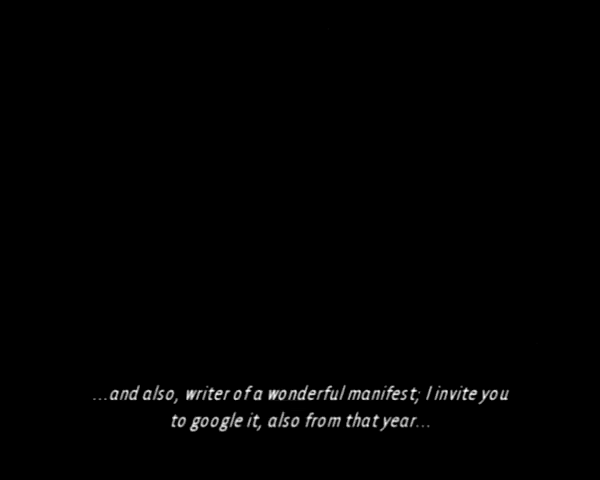 ...and also, writer of a wonderful manifest; I invite you
to google it, also from that year...